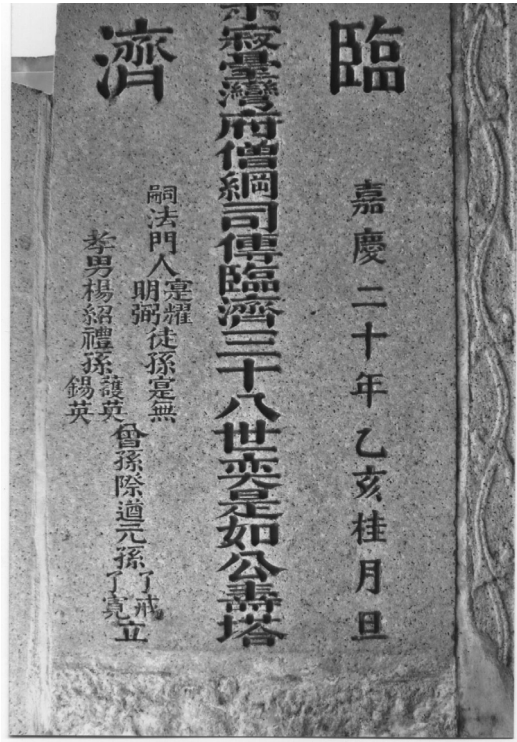 臨濟
嘉慶二十年乙亥桂月旦
示寂臺灣府僧綱司傳臨濟三十八世奕是如公壽塔
嗣法門人寔耀明弼徒孫寔無
孝男楊紹禮孫護英錫英
曾孫際遒元孫了戒了寬立